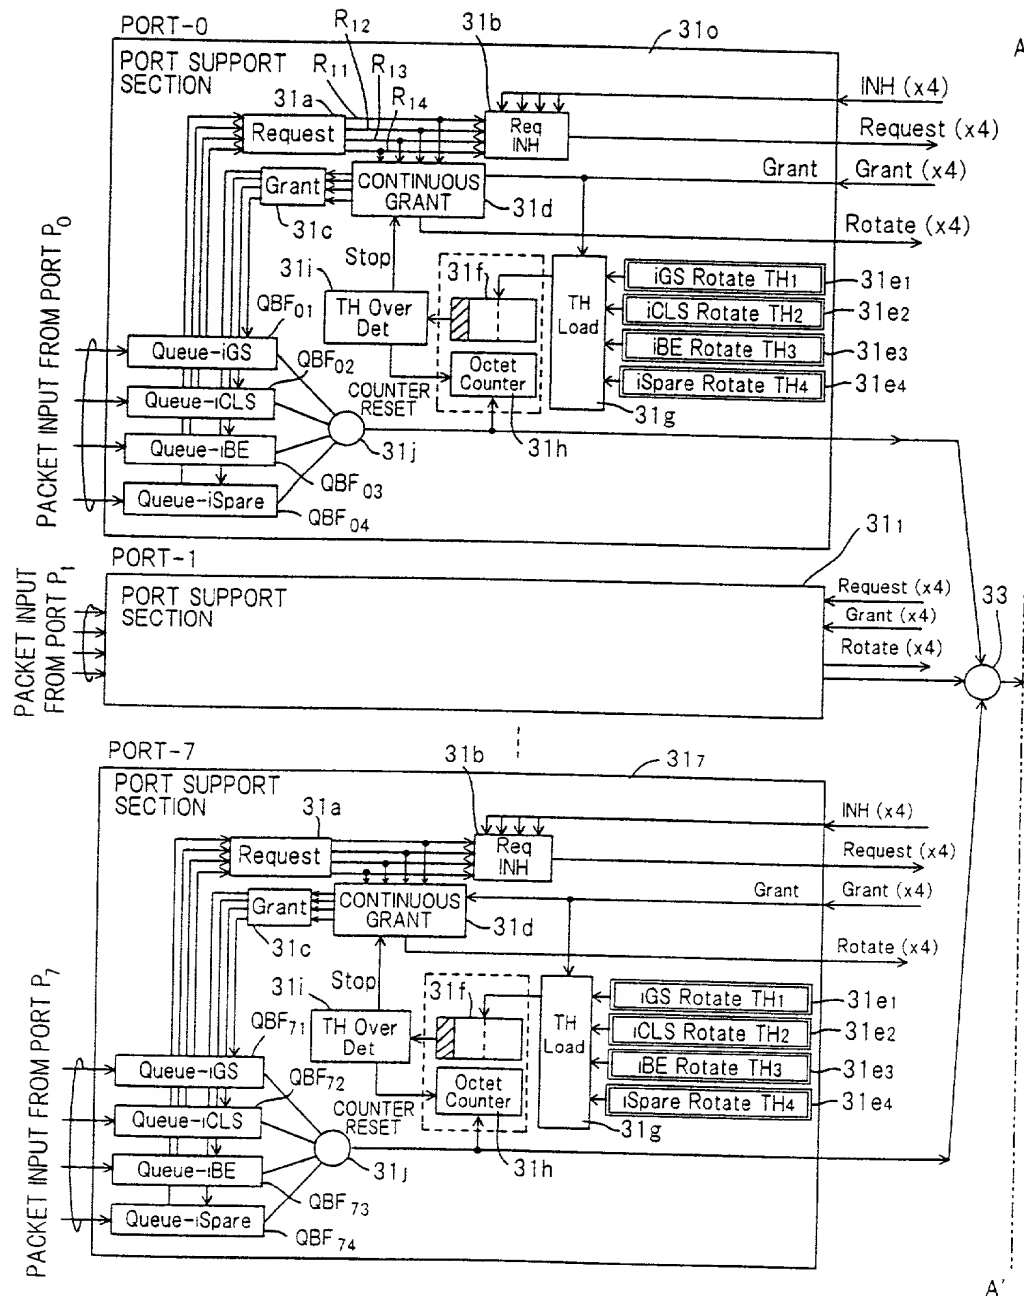 PORT-0
R12
31b
31o
A
PORT SUPPORT
SECTION
R11
R13
31a
R14
INH (x4)
Request
Req
INH
Request (x4)
Grant
CONTINUOUS
GRANT
Grant
Grant (x4)
31d
31c
Rotate (x4)
Stop
31i
31f
TH Over
Det
TH
Load
iGS Rotate TH1
31e1
iCLS Rotate TH2
31e2
iBE Rotate TH3
31e3
iSpare Rotate TH4
31e4
PACKET INPUT FROM PORT P0
QBF01
Queue-iGS
QBF02
Queue-iCLS
COUNTER
RESET
Octet
Counter
31g
31j
31h
Queue-iBE
QBF03
Queue-iSpare
QBF04
PORT-1
311
PORT SUPPORT
SECTION
PACKET INPUT
FROM PORT P1
Request (x4)
Grant (x4)
Rotate (x4)
33
PORT-7
31b
317
PORT SUPPORT
SECTION
31a
INH (x4)
Request
Req
INH
Request (x4)
Grant
CONTINUOUS
GRANT
Grant
Grant (x4)
31d
31c
Rotate (x4)
Stop
31i
31f
TH Over
Det
TH
Load
iGS Rotate TH1
31e1
iCLS Rotate TH2
31e2
iBE Rotate TH3
31e3
iSpare Rotate TH4
31e4
PACKET INPUT FROM PORT P7
QBF71
Queue-iGS
QBF72
Queue-iCLS
COUNTER
RESET
Octet
Counter
31g
31j
31h
Queue-iBE
QBF73
Queue-iSpare
QBF74
A'